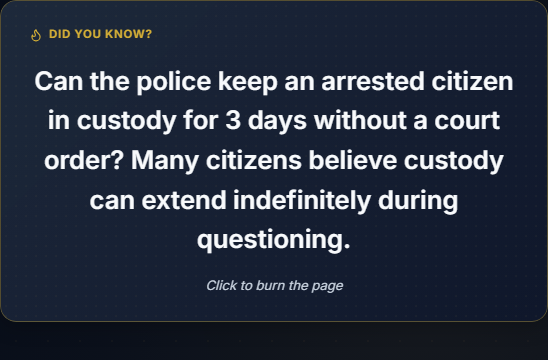 DID YOU KNOW?
Can the police keep an arrested citizen
in custody for 3 days without a court
order? Many citizens believe custody
can extend indefinitely during
questioning.
Click to burn the page